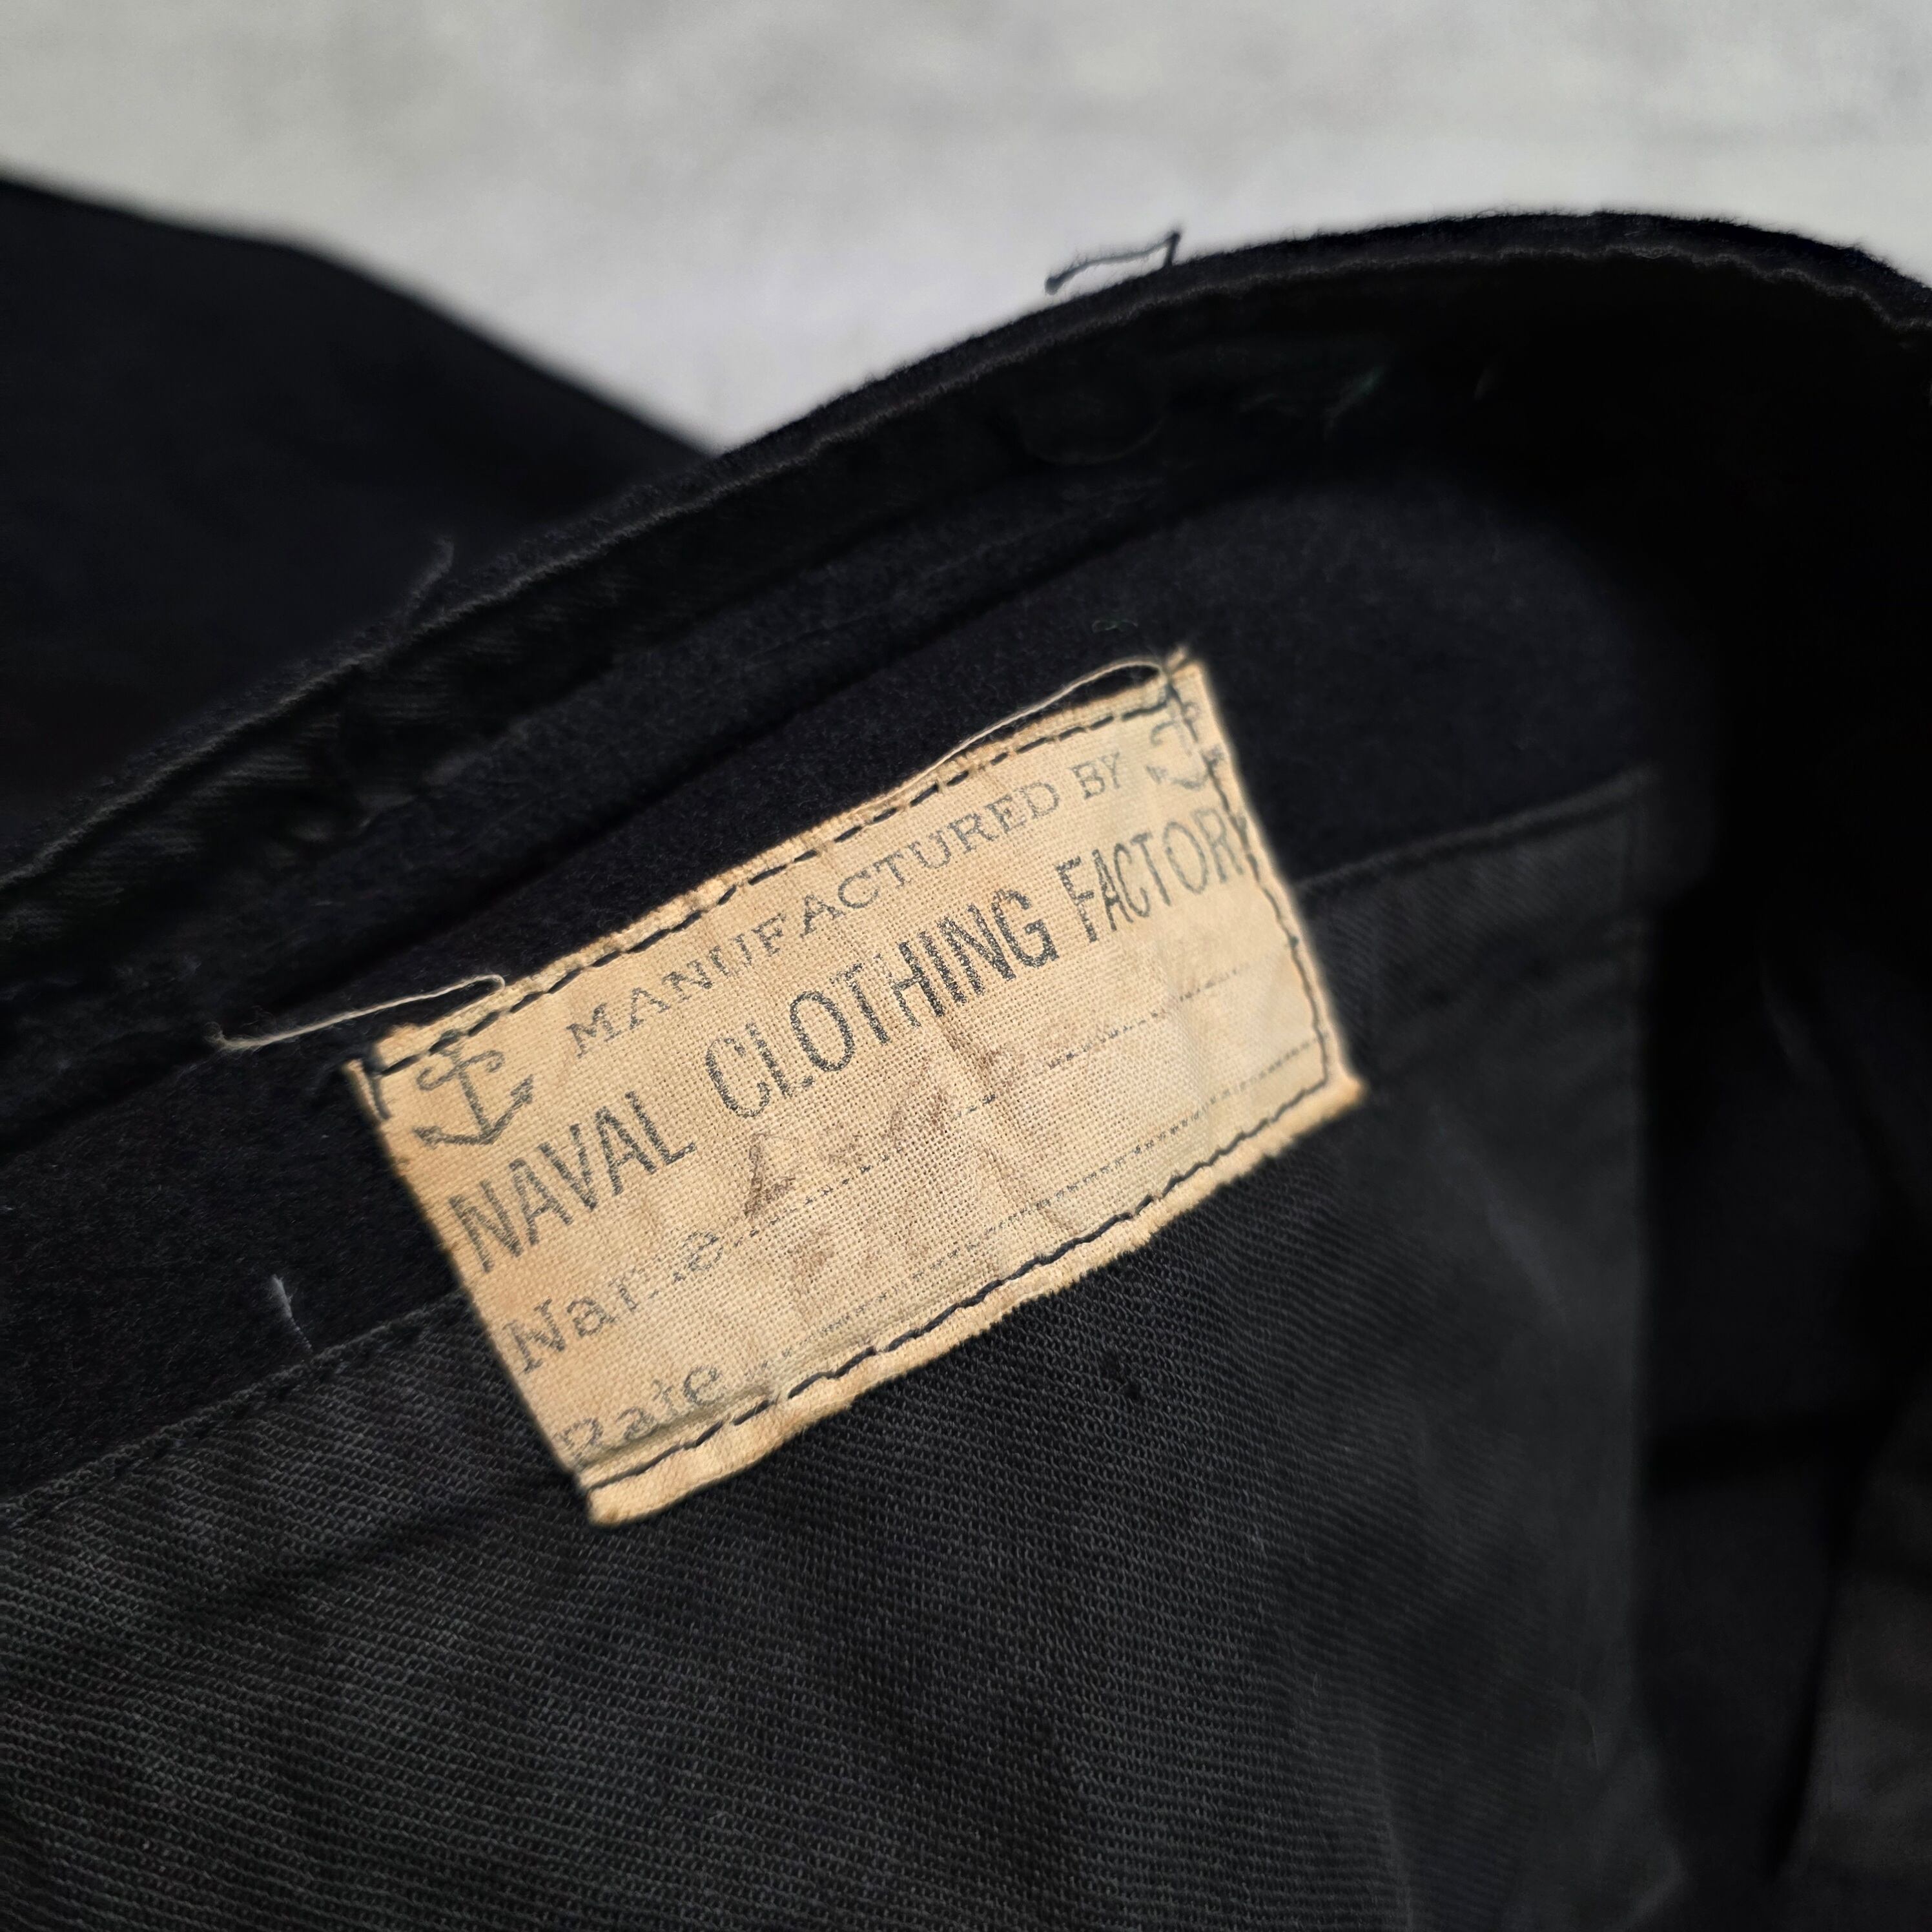 MANUFACTURED BY
NAVAL CLOTHING FACTORY
Name
Rate